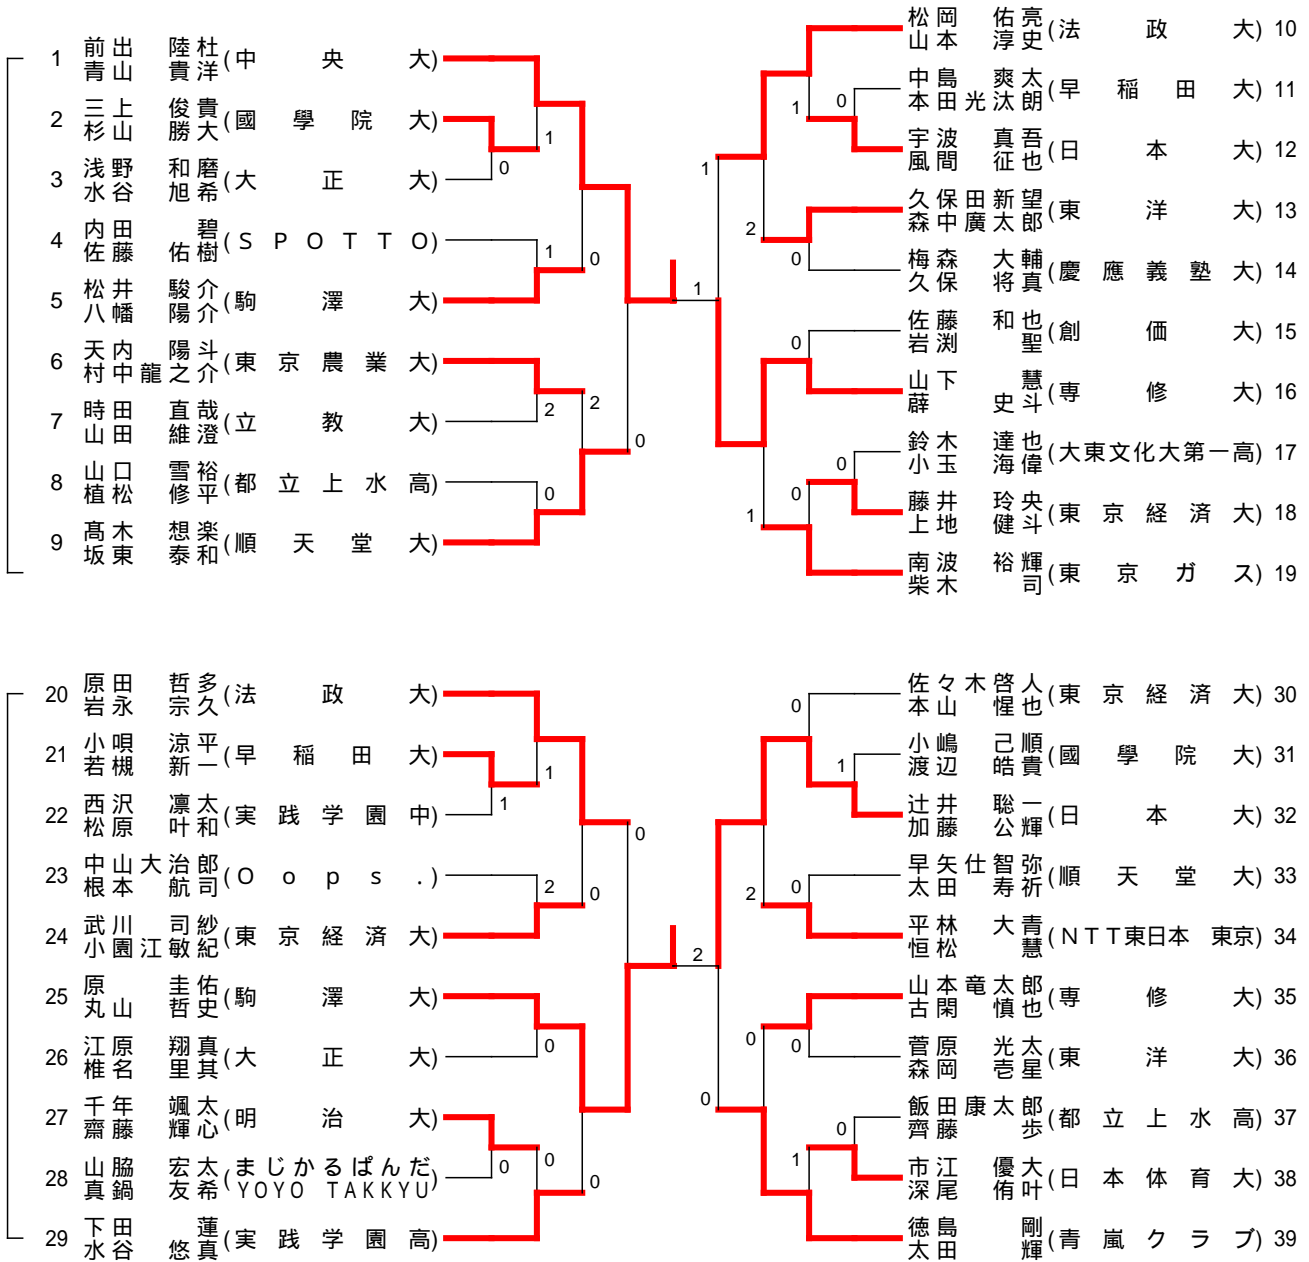 1 前出 陸杜 (中央大)
青山 貴洋
2 三上 俊貴 (國學院大)
杉山 勝大
3 浅野 和磨 (大正大)
水谷 旭希
4 内田 碧 (SPOTTO)
佐藤 佑樹
5 松井 駿介 (駒澤大)
八幡 陽介
6 天内 陽斗 (東京農業大)
村中龍之介
7 時田 直哉 (立教大)
山田 維澄
8 山口 雪裕 (都立上水高)
植松 修平
9 髙木 想楽 (順天堂大)
坂東 泰和
1
0
1
0
2
2
0
0
1
松岡 佑亮 (法政大) 10
山本 淳史
中島 爽太 (早稲田大) 11
本田光汰朗
宇波 真吾 (日本大) 12
風間 征也
久保田新望 (東洋大) 13
森中廣太郎
梅森 大輔 (慶應義塾大) 14
久保 将真
佐藤 和也 (創価大) 15
岩渕 聖
山下 慧 (専修大) 16
薜 史斗
鈴木 達也 (大東文化大第一高) 17
小玉 海偉
藤井 玲央 (東京経済大) 18
上地 健斗
南波 裕輝 (東京ガス) 19
柴木 司
0
1
1
2
0
0
0
0
1
20 原田 哲多 (法政大)
岩永 宗久
21 小唄 涼平 (早稲田大)
若槻 新一
22 西沢 凛太 (実践学園中)
松原 叶和
23 中山大治郎 (Oops.)
根本 航司
24 武川 司紗 (東京経済大)
小園江敏紀
25 原 圭佑 (駒澤大)
丸山 哲史
26 江原 翔真 (大正大)
椎名 里其
27 千年 颯太 (明治大)
齋藤 輝心
28 山脇 宏太 (まじかるぱんだ
真鍋 友希 YOYO TAKKYU)
29 下田 蓮 (実践学園高)
水谷 悠真
1
1
0
2
0
0
0
0
0
2
佐々木啓人 (東京経済大) 30
本山 惺也
小嶋 己順 (國學院大) 31
渡辺 皓貴
辻井 聡一 (日本大) 32
加藤 公輝
早矢仕智弥 (順天堂大) 33
太田 寿祈
平林 大青 (NTT東日本 東京) 34
恒松 慧
山本竜太郎 (専修大) 35
古閑 慎也
菅原 光太 (東洋大) 36
森岡 壱星
飯田康太郎 (都立上水高) 37
齊藤 歩
市江 優大 (日本体育大) 38
深尾 侑叶
徳島 剛 (青嵐クラブ) 39
太田 輝
0
1
2
0
0
0
0
0
1